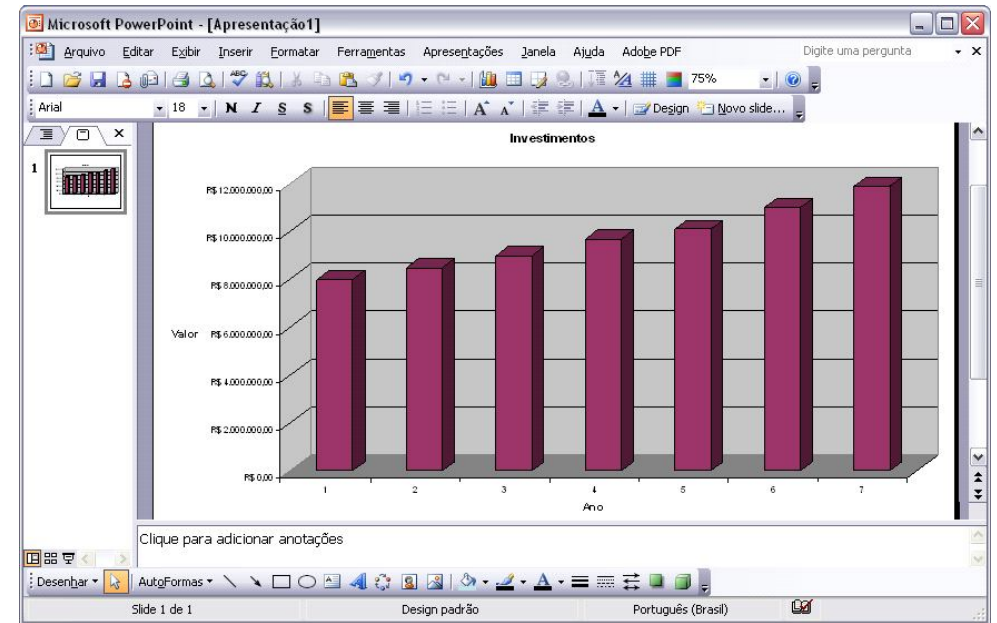 Microsoft PowerPoint - [Apresentação1]
Arquivo Editar Exibir Inserir Formatar Ferramentas Apresentações Janela Ajuda Adobe PDF Digite uma pergunta
75%
Arial 18 N I S S A A A Design Novo slide...
1
Investimentos
R$ 12.000.000,00
R$ 10.000.000,00
R$ 8.000.000,00
Valor R$ 6.000.000,00
R$ 4.000.000,00
R$ 2.000.000,00
R$ 0,00
1 2 3 4 5 6 7
Ano
Clique para adicionar anotações
Desenhar AutoFormas
Slide 1 de 1 Design padrão Português (Brasil)